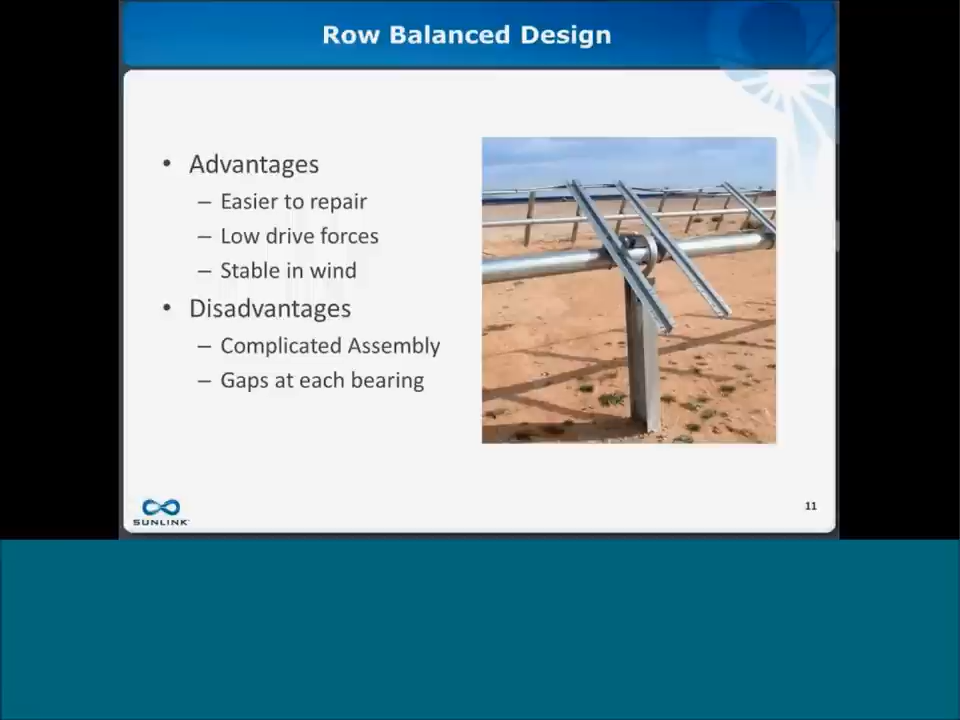 Row Balanced Design
• Advantages
– Easier to repair
– Low drive forces
– Stable in wind
• Disadvantages
– Complicated Assembly
– Gaps at each bearing
SUNLINK
11